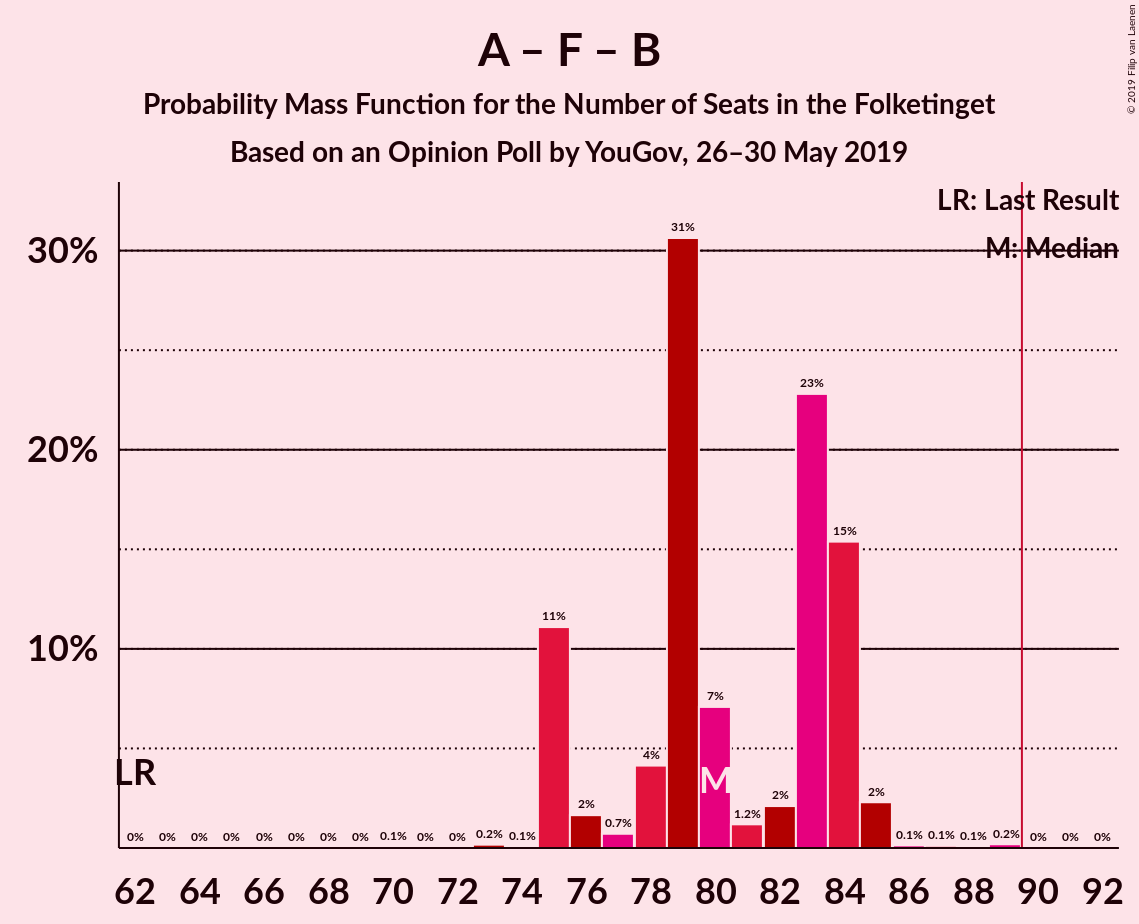 A – F – B
Probability Mass Function for the Number of Seats in the Folketinget
Based on an Opinion Poll by YouGov, 26–30 May 2019
© 2019 Filip van Laenen
LR: Last Result
M: Median
30%
20%
10%
LR
M
0% 0% 0% 0% 0% 0% 0% 0% 0.1% 0% 0% 0.2% 0.1% 11% 2% 0.7% 4% 31% 7% 1.2% 2% 23% 15% 2% 0.1% 0.1% 0.1% 0.2% 0% 0% 0%
62 64 66 68 70 72 74 76 78 80 82 84 86 88 90 92